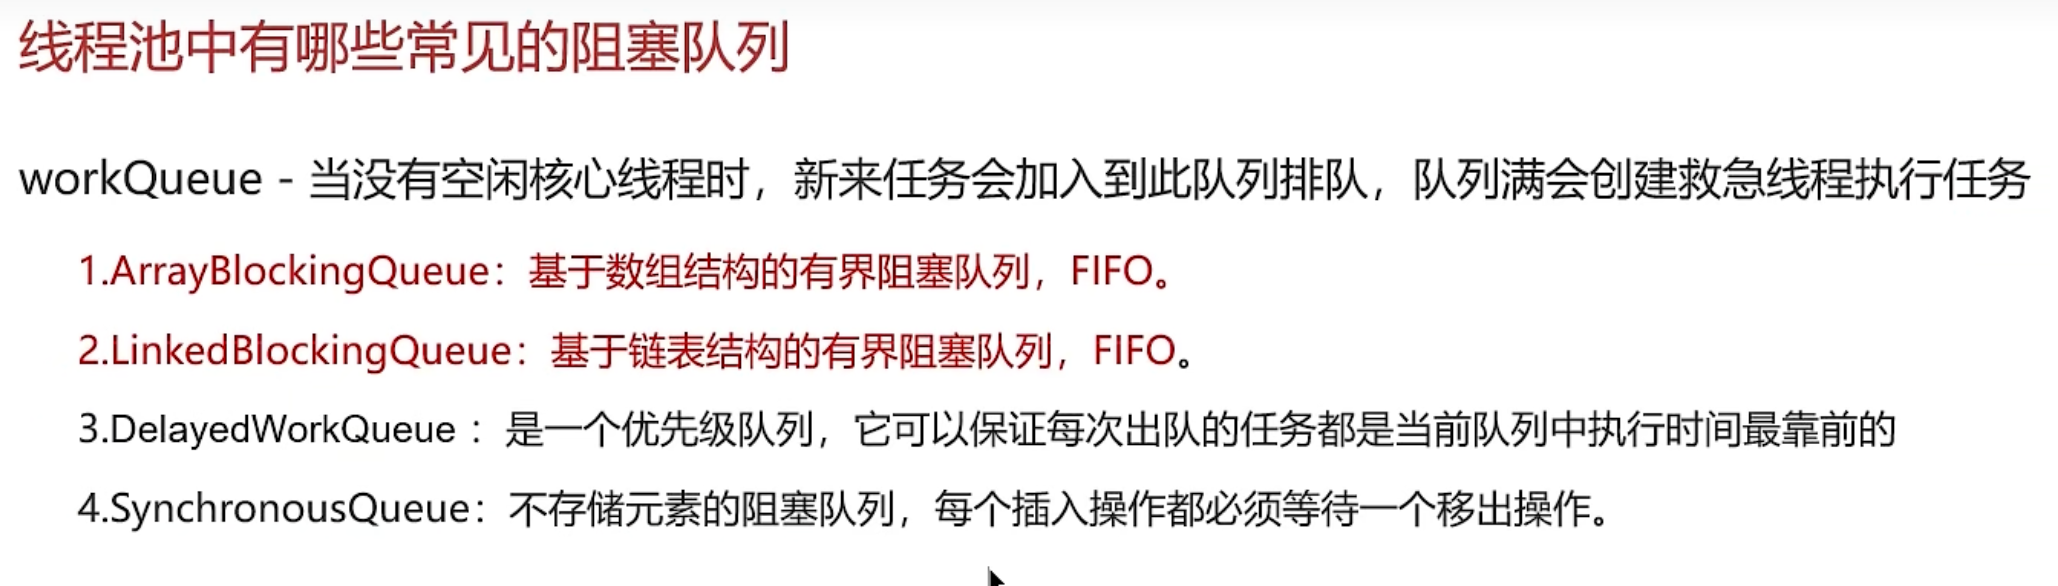 线程池中有哪些常见的阻塞队列
workQueue - 当没有空闲核心线程时，新来任务会加入到此队列排队，队列满会创建救急线程执行任务
1.ArrayBlockingQueue：基于数组结构的有界阻塞队列，FIFO。
2.LinkedBlockingQueue：基于链表结构的有界阻塞队列，FIFO。
3.DelayedWorkQueue ：是一个优先级队列，它可以保证每次出队的任务都是当前队列中执行时间最靠前的
4.SynchronousQueue：不存储元素的阻塞队列，每个插入操作都必须等待一个移出操作。